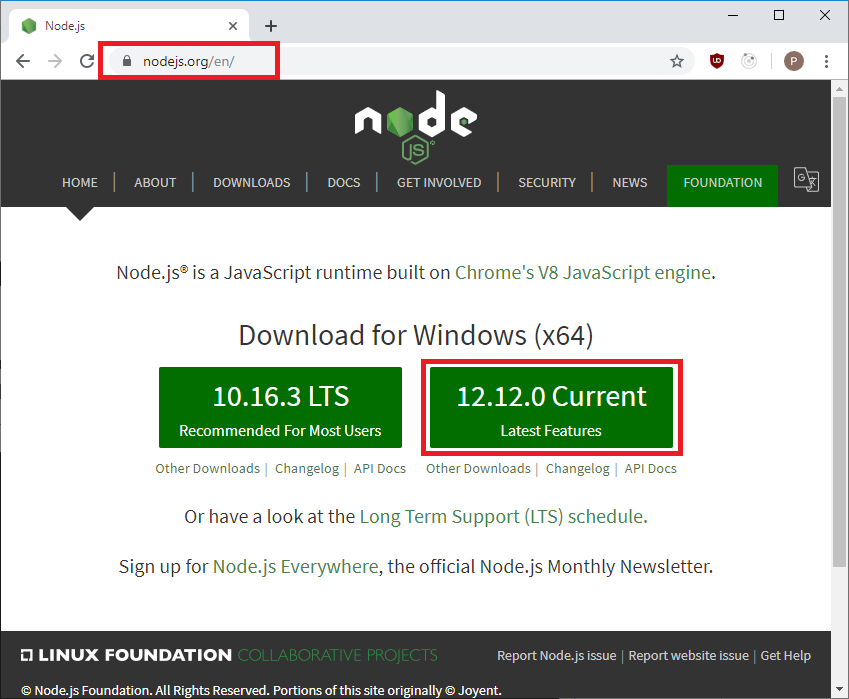 Node.js
nodejs.org/en/
P
node
JS
HOME | ABOUT | DOWNLOADS | DOCS | GET INVOLVED | SECURITY | NEWS FOUNDATION
Node.js® is a JavaScript runtime built on Chrome's V8 JavaScript engine.
Download for Windows (x64)
10.16.3 LTS
Recommended For Most Users
12.12.0 Current
Latest Features
Other Downloads | Changelog | API Docs
Other Downloads | Changelog | API Docs
Or have a look at the Long Term Support (LTS) schedule.
Sign up for Node.js Everywhere, the official Node.js Monthly Newsletter.
LINUX FOUNDATION COLLABORATIVE PROJECTS
Report Node.js issue | Report website issue | Get Help
© Node.js Foundation. All Rights Reserved. Portions of this site originally © Joyent.